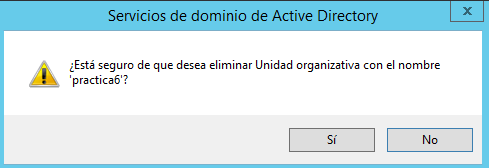 Servicios de dominio de Active Directory
x
¿Está seguro de que desea eliminar Unidad organizativa con el nombre
'practica6'?
Sí
No